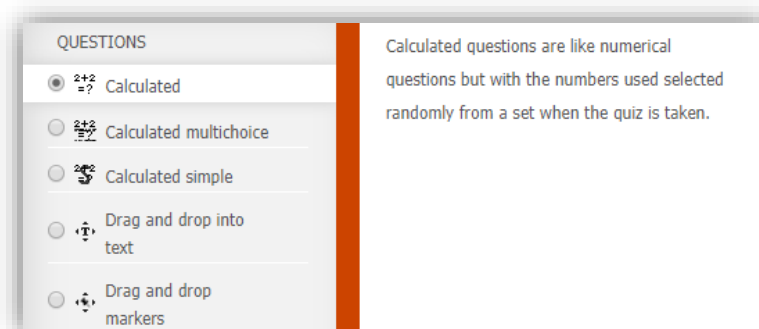 QUESTIONS
2+2
=?
Calculated
2+2
=?
Calculated multichoice
Calculated simple
Drag and drop into
text
Drag and drop
markers
Calculated questions are like numerical
questions but with the numbers used selected
randomly from a set when the quiz is taken.